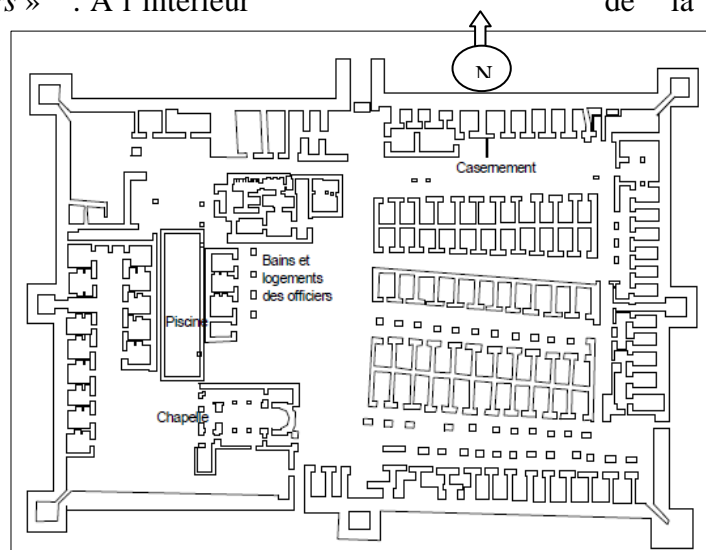 s » . A l’intérieur de la
N
Casernement
Bains et
logements
des officiers
Piscine
Chapelle